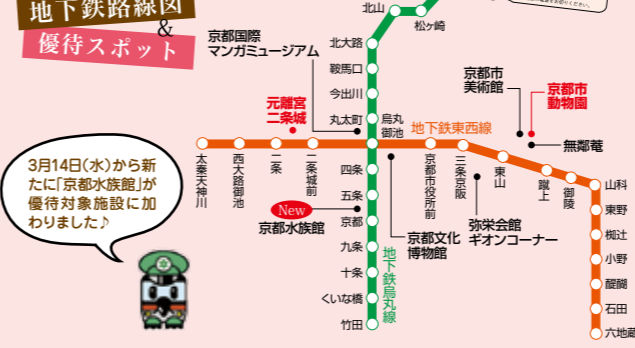 地下鉄路線図
&
優待スポット
北山
松ヶ崎
北大路
鞍馬口
今出川
丸太町
烏丸
御池
四条
五条
京都
九条
十条
くいな橋
竹田
地下鉄烏丸線
京都国際
マンガミュージアム
元離宮
二条城
地下鉄東西線
太秦天神川
西大路御池
二条
二条城前
京都市役所前
三条京阪
東山
蹴上
御陵
山科
東野
椥辻
小野
醍醐
石田
六地蔵
京都市
美術館
京都市
動物園
無鄰菴
弥栄会館
ギオンコーナー
京都文化
博物館
New
京都水族館
3月14日(水)から新
たに「京都水族館」が
優待対象施設に加
わりました♪